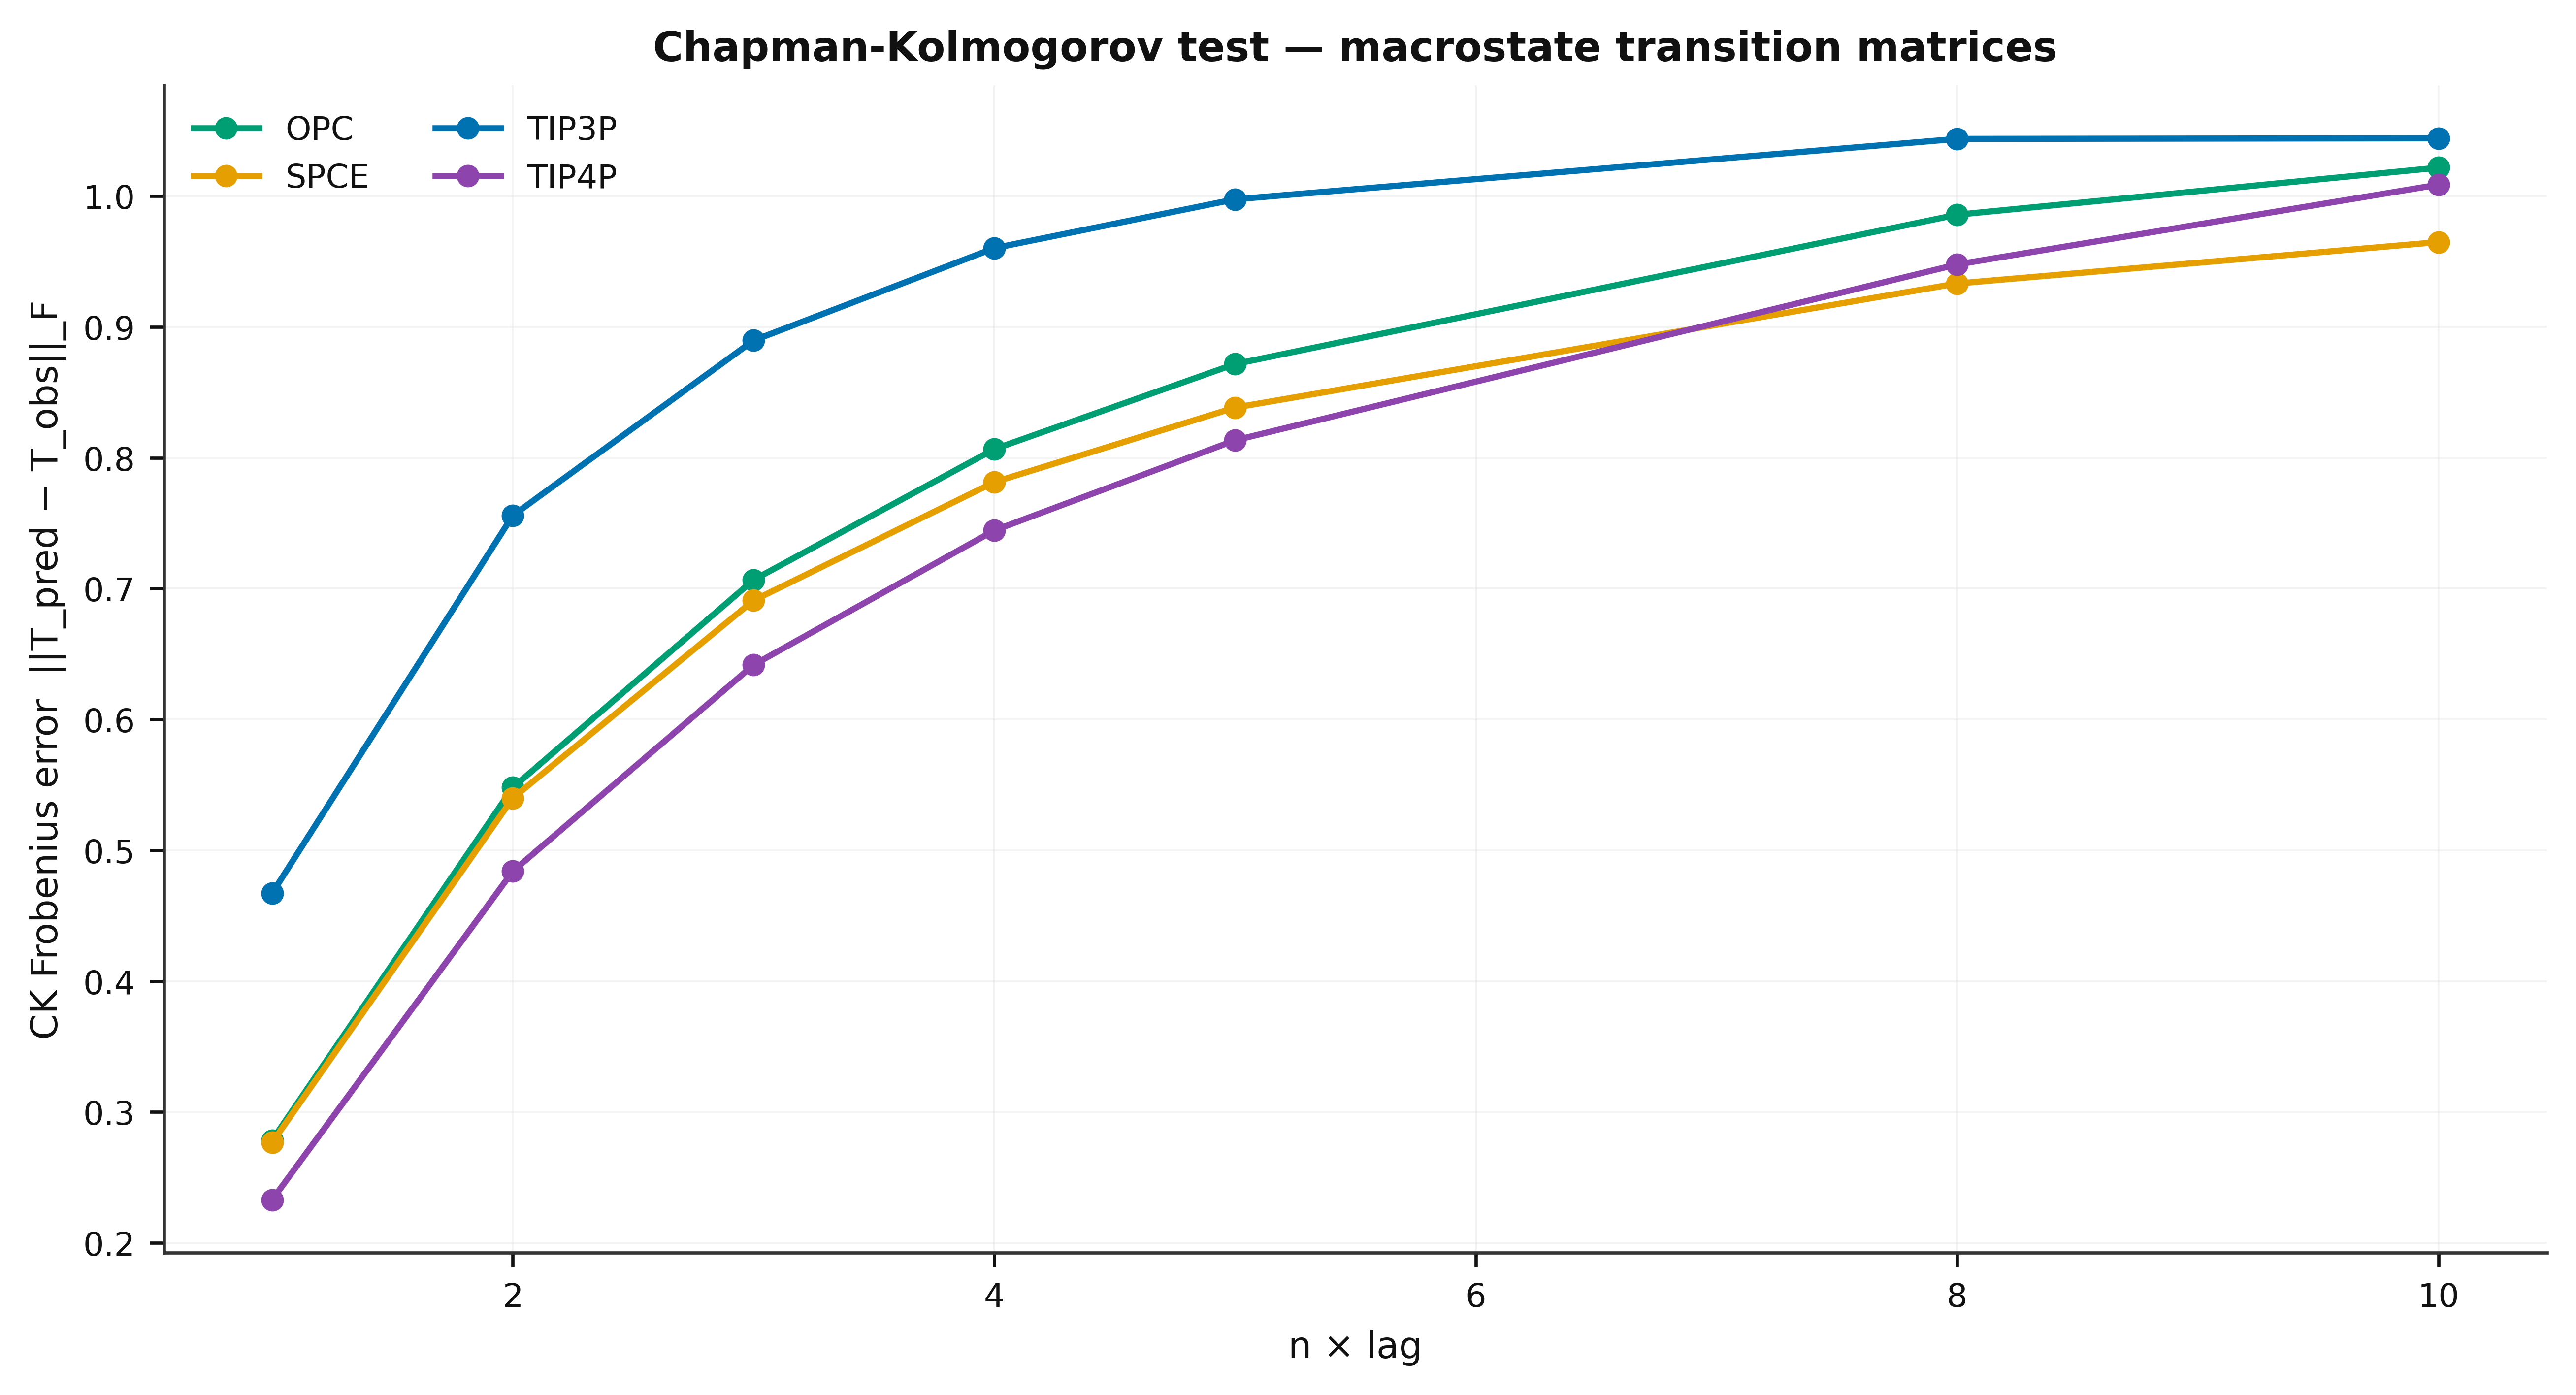 Chapman-Kolmogorov test — macrostate transition matrices
OPC
SPCE
TIP3P
TIP4P
CK Frobenius error ||T_pred − T_obs||_F
1.0
0.9
0.8
0.7
0.6
0.5
0.4
0.3
0.2
2
4
6
8
10
n × lag